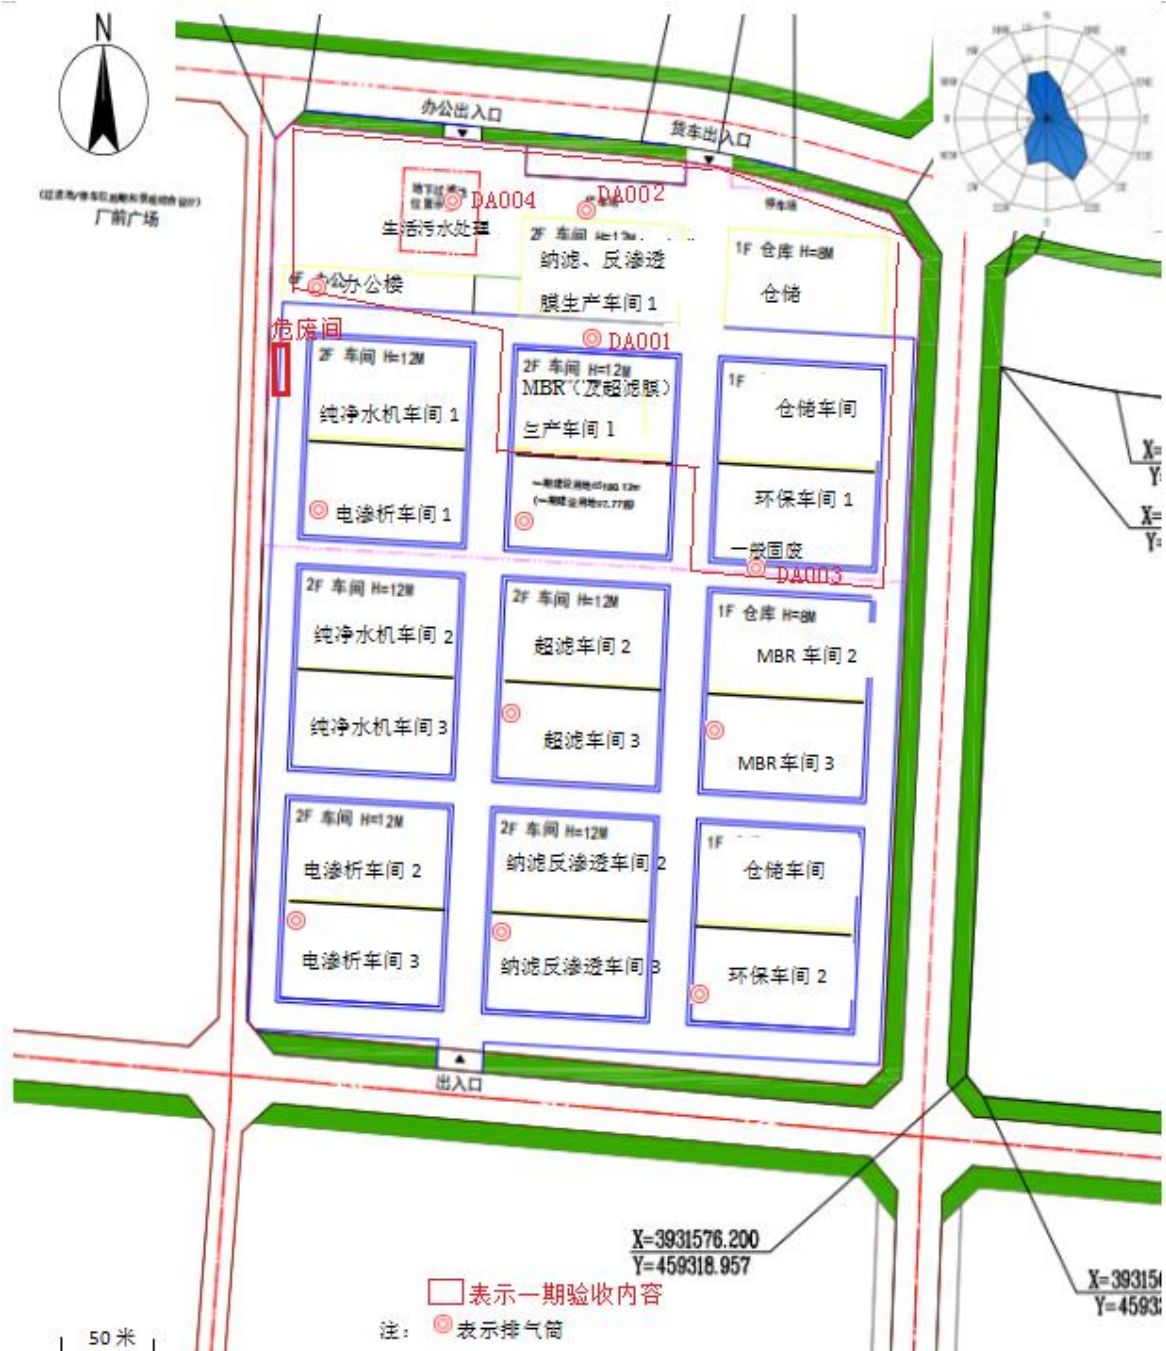 N
办公出入口
货车出入口
厂前广场
DA004
DA002
停车场
生活污水处理
2F 车间 H=12M
纳滤、反渗透
膜生产车间 1
1F 仓库 H=8M
仓储
办公楼
危废间
DA001
2F 车间 H=12M
纯净水机车间 1
电渗析车间 1
2F 车间 H=12M
MBR（及超滤膜）
生产车间 1
1F
仓储车间
环保车间 1
一般固废
DA003
2F 车间 H=12M
纯净水机车间 2
纯净水机车间 3
2F 车间 H=12M
超滤车间 2
超滤车间 3
1F 仓库 H=8M
MBR 车间 2
MBR 车间 3
2F 车间 H=12M
电渗析车间 2
电渗析车间 3
2F 车间 H=12M
纳滤反渗透车间 2
纳滤反渗透车间 3
1F
仓储车间
环保车间 2
出入口
X=
Y
X=
Y=
X=3931576.200
Y=459318.957
X=39315
Y=4593
表示一期验收内容
注： 表示排气筒
50 米